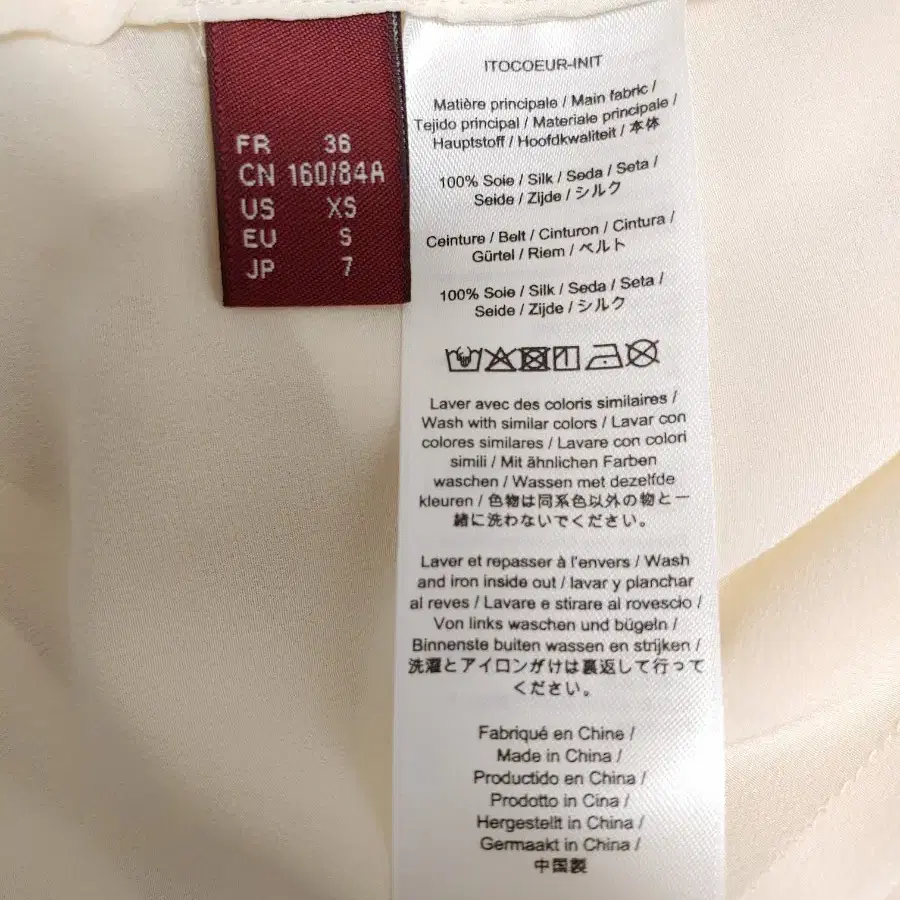 FR 36
CN 160/84A
US XS
EU S
JP 7
ITOCOEUR-INIT
Matière principale / Main fabric /
Tejido principal / Materiale principale /
Hauptstoff / Hoofdkwaliteit / 本体
100% Soie / Silk / Seda / Seta /
Seide / Zijde / シルク
Ceinture / Belt / Cinturon / Cintura /
Gürtel / Riem / ベルト
100% Soie / Silk / Seda / Seta /
Seide / Zijde / シルク
Laver avec des coloris similaires /
Wash with similar colors / Lavar con
colores similares / Lavare con colori
simili / Mit ähnlichen Farben
waschen / Wassen met dezelfde
kleuren / 色物は同系色以外の物と一
緒に洗わないでください。
Laver et repasser à l'envers / Wash
and iron inside out / lavar y planchar
al reves / Lavare e stirare al rovescio /
Von links waschen und bügeln /
Binnenste buiten wassen en strijken /
洗濯とアイロンがけは裏返して行って
ください。
Fabriqué en Chine /
Made in China /
Productido en China /
Prodotto in Cina /
Hergestellt in China /
Germaakt in China /
中国製